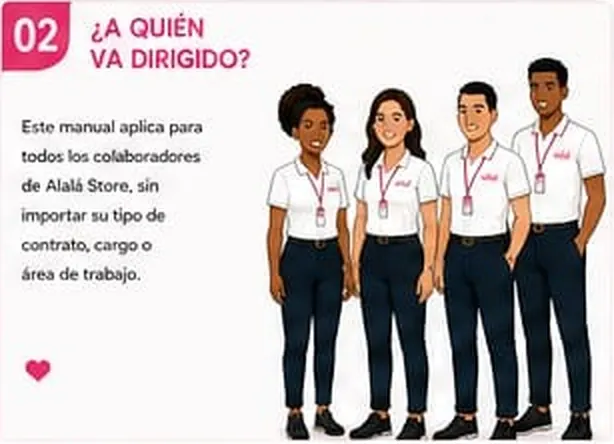 02
¿A QUIÉN
VA DIRIGIDO?
Este manual aplica para
todos los colaboradores
de Alalá Store, sin
importar su tipo de
contrato, cargo o
área de trabajo.